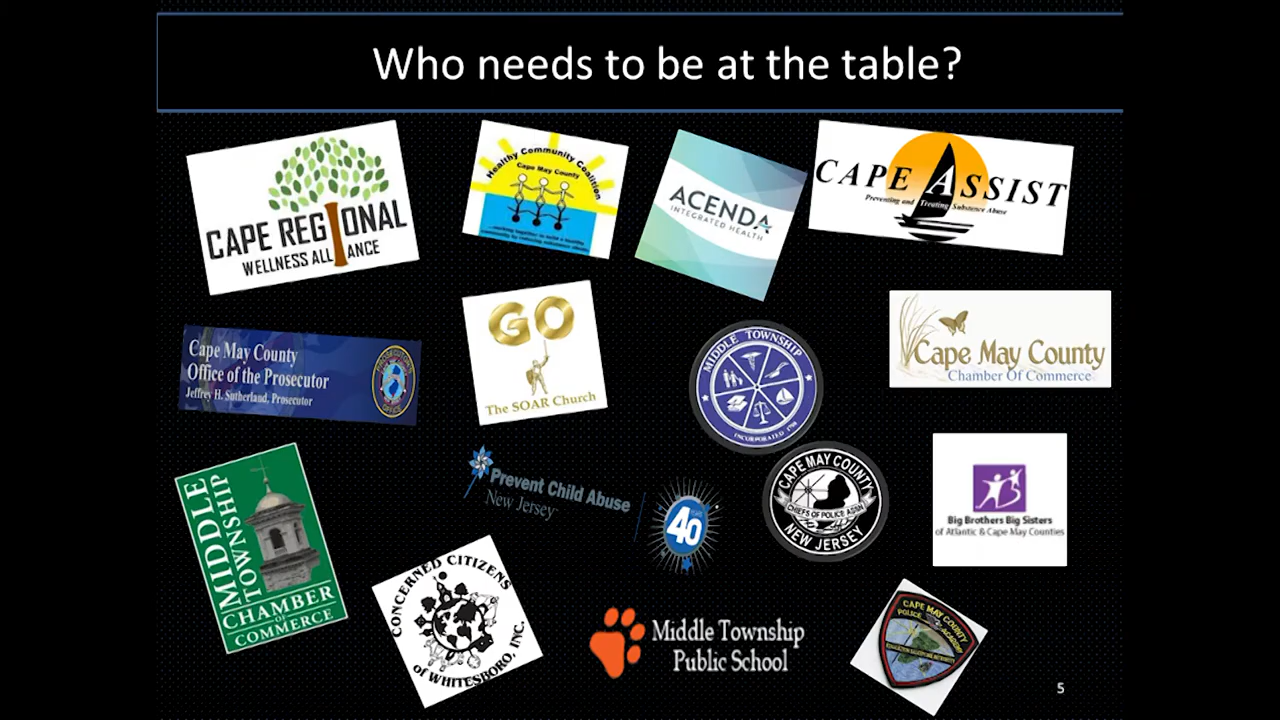 Who needs to be at the table?
CAPE REGIONAL
WELLNESS ALLIANCE
Healthy Community Coalition
Cape May County
ACENDA
INTEGRATED HEALTH
CAPE ASSIST
Preventing and Treating Substance Abuse
Cape May County
Office of the Prosecutor
Jeffrey H. Sutherland, Prosecutor
GO
The SOAR Church
MIDDLE TOWNSHIP
Cape May County
Chamber Of Commerce
MIDDLE
TOWNSHIP
CHAMBER
OF
COMMERCE
Prevent Child Abuse
New Jersey
40
YEARS
CAPE MAY COUNTY
CHIEFS OF POLICE ASSN
NEW JERSEY
Big Brothers Big Sisters
of Atlantic & Cape May Counties
CONCERNED CITIZENS
of WHITESBORO, INC.
Middle Township
Public School
CAPE MAY COUNTY
POLICE ACADEMY
5